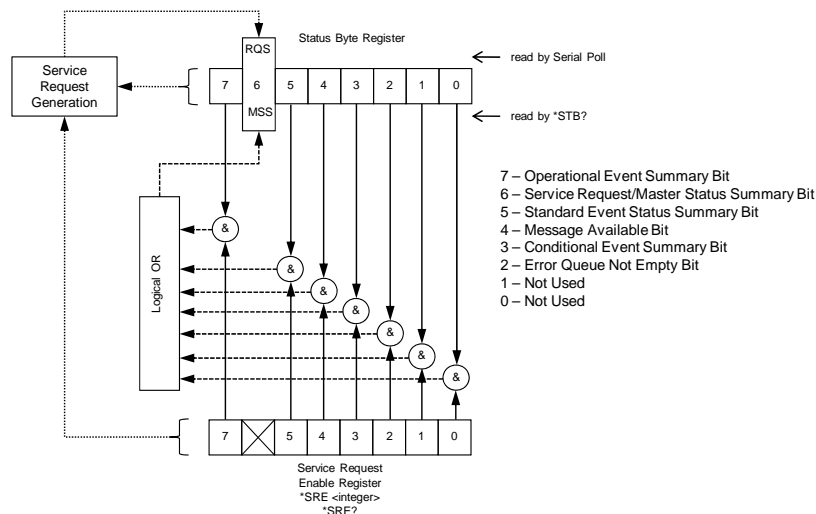 Status Byte Register
RQS
read by Serial Poll
Service
Request
Generation
7 6 5 4 3 2 1 0
MSS
read by *STB?
7 – Operational Event Summary Bit
6 – Service Request/Master Status Summary Bit
5 – Standard Event Status Summary Bit
4 – Message Available Bit
3 – Conditional Event Summary Bit
2 – Error Queue Not Empty Bit
1 – Not Used
0 – Not Used
Logical OR
&
&
&
&
&
&
&
7 5 4 3 2 1 0
Service Request
Enable Register
*SRE <integer>
*SRE?